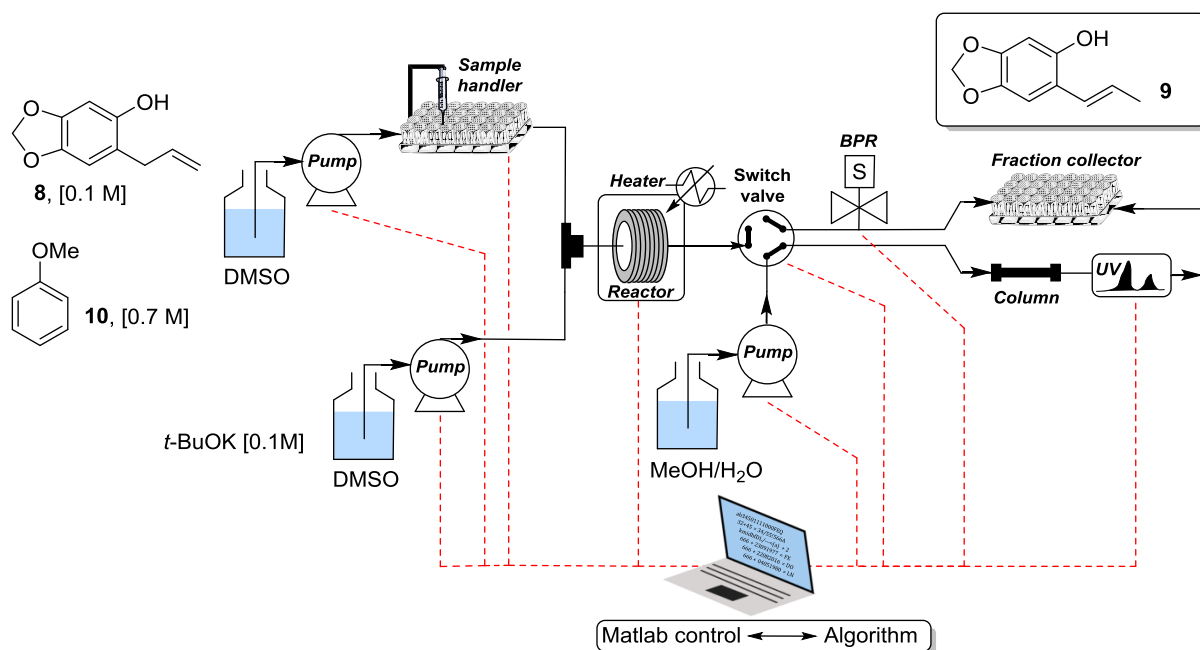 O
O
OH
8, [0.1 M]
OMe
10, [0.7 M]
DMSO
Pump
Sample
handler
t-BuOK [0.1M]
DMSO
Pump
Heater
Reactor
Switch
valve
Pump
MeOH/H₂O
BPR
S
Fraction collector
Column
UV
O
O
OH
9
Matlab control
Algorithm